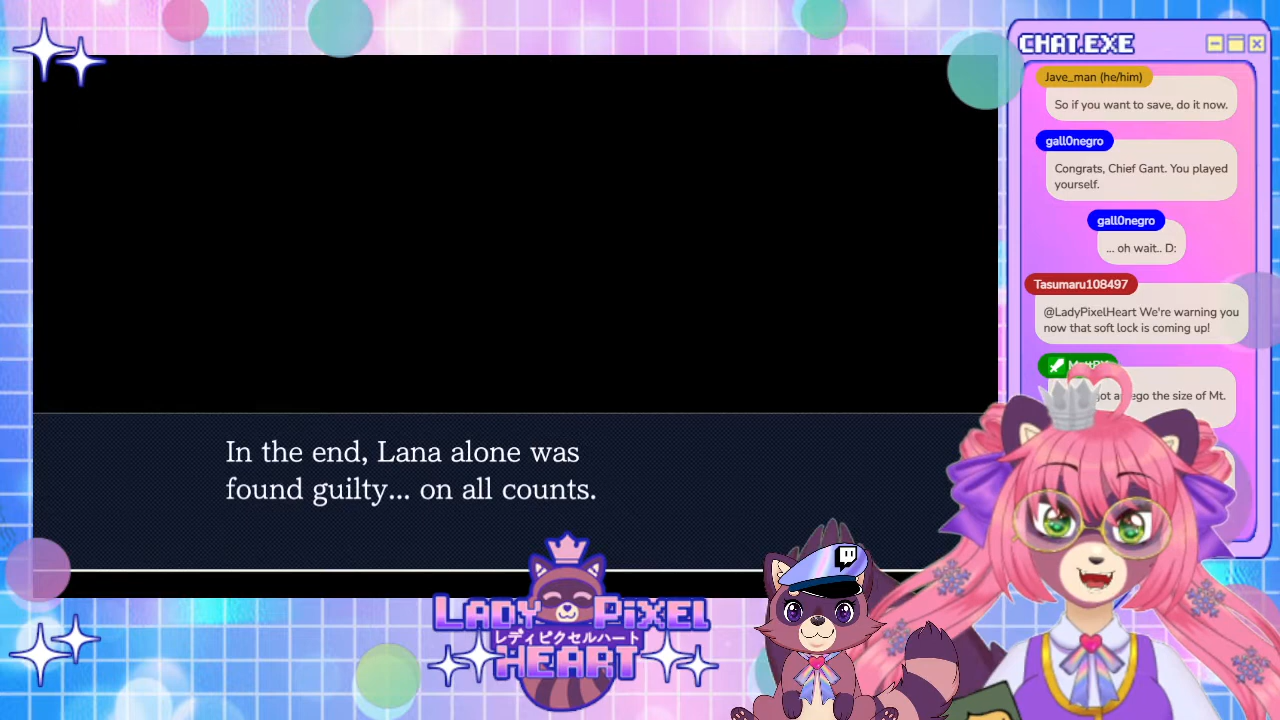 CHAT.EXE
Jave_man (he/him)
So if you want to save, do it now.
gall0negro
Congrats, Chief Gant. You played
yourself.
gall0negro
... oh wait.. D:
Tasumaru108497
@LadyPixelHeart We're warning you
now that soft lock is coming up!
ego the size of Mt.
In the end, Lana alone was
found guilty... on all counts.
LADY PIXEL
レディピクセルハート
HEART